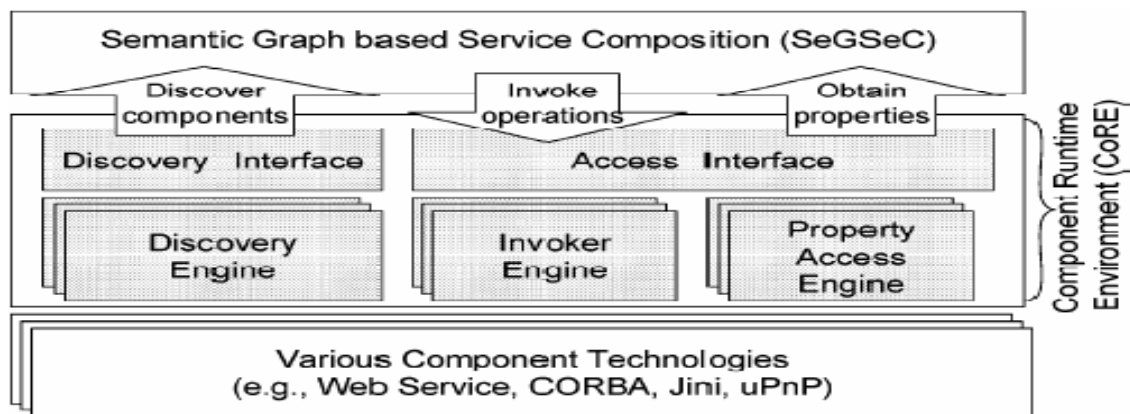 Semantic Graph based Service Composition (SeGSeC)
Discover
components
Invoke
operations
Obtain
properties
Discovery Interface
Access Interface
Discovery
Engine
Invoker
Engine
Property
Access
Engine
Component Runtime
Environment (CoRE)
Various Component Technologies
(e.g., Web Service, CORBA, Jini, uPnP)